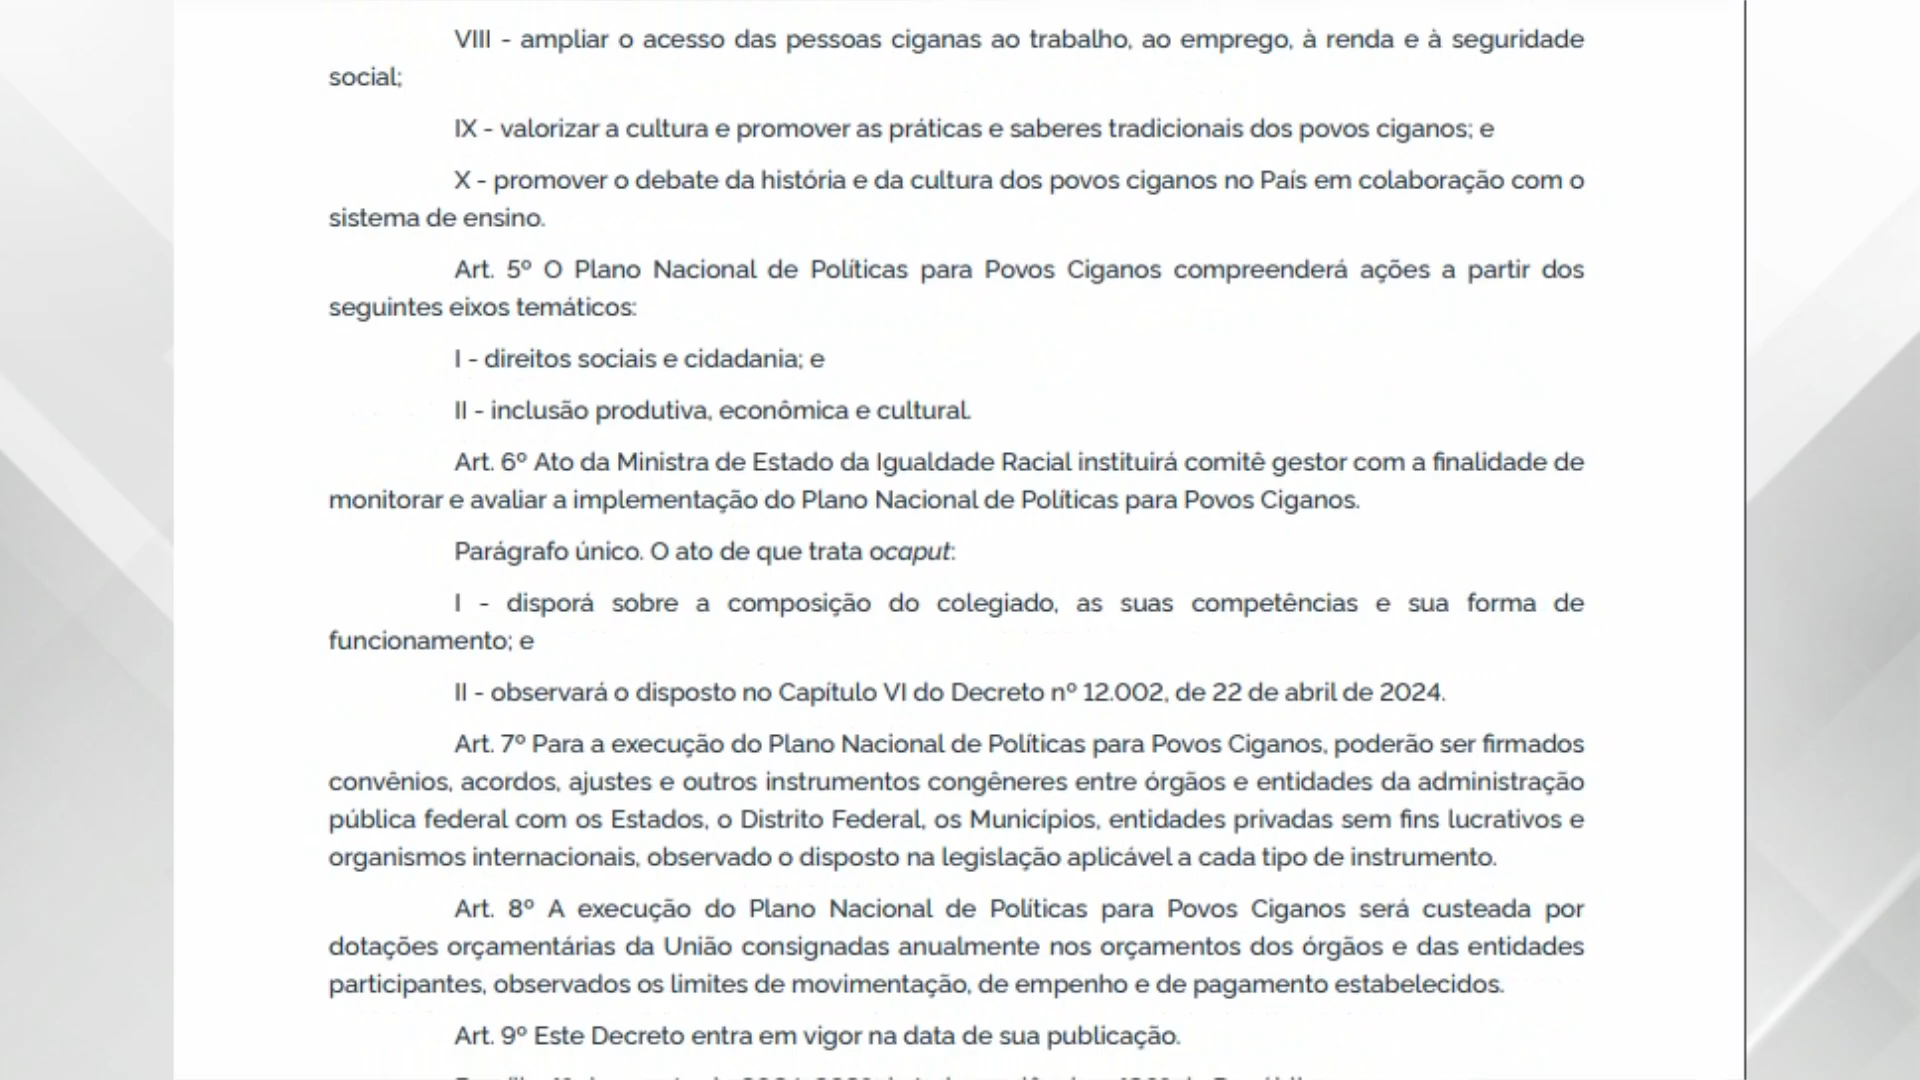 VIII - ampliar o acesso das pessoas ciganas ao trabalho, ao emprego, à renda e à seguridade
social;
IX - valorizar a cultura e promover as práticas e saberes tradicionais dos povos ciganos; e
X - promover o debate da história e da cultura dos povos ciganos no País em colaboração com o
sistema de ensino.
Art. 5º O Plano Nacional de Políticas para Povos Ciganos compreenderá ações a partir dos
seguintes eixos temáticos:
I - direitos sociais e cidadania; e
II - inclusão produtiva, econômica e cultural.
Art. 6º Ato da Ministra de Estado da Igualdade Racial instituirá comitê gestor com a finalidade de
monitorar e avaliar a implementação do Plano Nacional de Políticas para Povos Ciganos.
Parágrafo único. O ato de que trata ocaput:
I - disporá sobre a composição do colegiado, as suas competências e sua forma de
funcionamento; e
II - observará o disposto no Capítulo VI do Decreto nº 12.002, de 22 de abril de 2024.
Art. 7º Para a execução do Plano Nacional de Políticas para Povos Ciganos, poderão ser firmados
convênios, acordos, ajustes e outros instrumentos congêneres entre órgãos e entidades da administração
pública federal com os Estados, o Distrito Federal, os Municípios, entidades privadas sem fins lucrativos e
organismos internacionais, observado o disposto na legislação aplicável a cada tipo de instrumento.
Art. 8º A execução do Plano Nacional de Políticas para Povos Ciganos será custeada por
dotações orçamentárias da União consignadas anualmente nos orçamentos dos órgãos e das entidades
participantes, observados os limites de movimentação, de empenho e de pagamento estabelecidos.
Art. 9º Este Decreto entra em vigor na data de sua publicação.